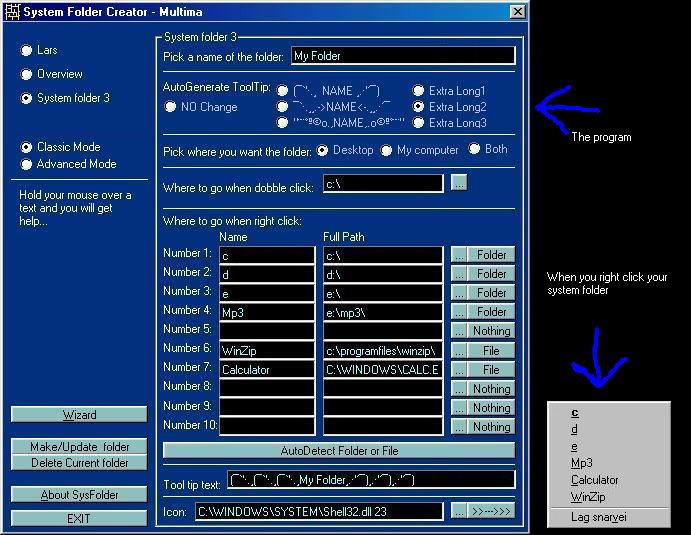 System Folder Creator - Multima
Lars
Overview
System folder 3
Classic Mode
Advanced Mode
Hold your mouse over a
text and you will get
help...
Wizard
Make/Update folder
Delete Current folder
About SysFolder
EXIT
System folder 3
Pick a name of the folder: My Folder
AutoGenerate ToolTip:
NAME
Extra Long1
NO Change
->NAME<-
Extra Long2
NAME
Extra Long3
Pick where you want the folder: Desktop My computer Both
Where to go when dobble click: c:\ ...
Where to go when right click:
Name Full Path
Number 1: c c:\ ... Folder
Number 2: d d:\ ... Folder
Number 3: e e:\ ... Folder
Number 4: Mp3 e:\mp3\ ... Folder
Number 5: ... Nothing
Number 6: WinZip c:\programfiles\winzip\ ... File
Number 7: Calculator C:\WINDOWS\CALC.E ... File
Number 8: ... Nothing
Number 9: ... Nothing
Number 10: ... Nothing
AutoDetect Folder or File
Tool tip text: My Folder
Icon: C:\WINDOWS\SYSTEM\Shell32.dll 23 ... >>--->>>
The program
When you right click your
system folder
c
d
e
Mp3
Calculator
WinZip
Lag snarvei